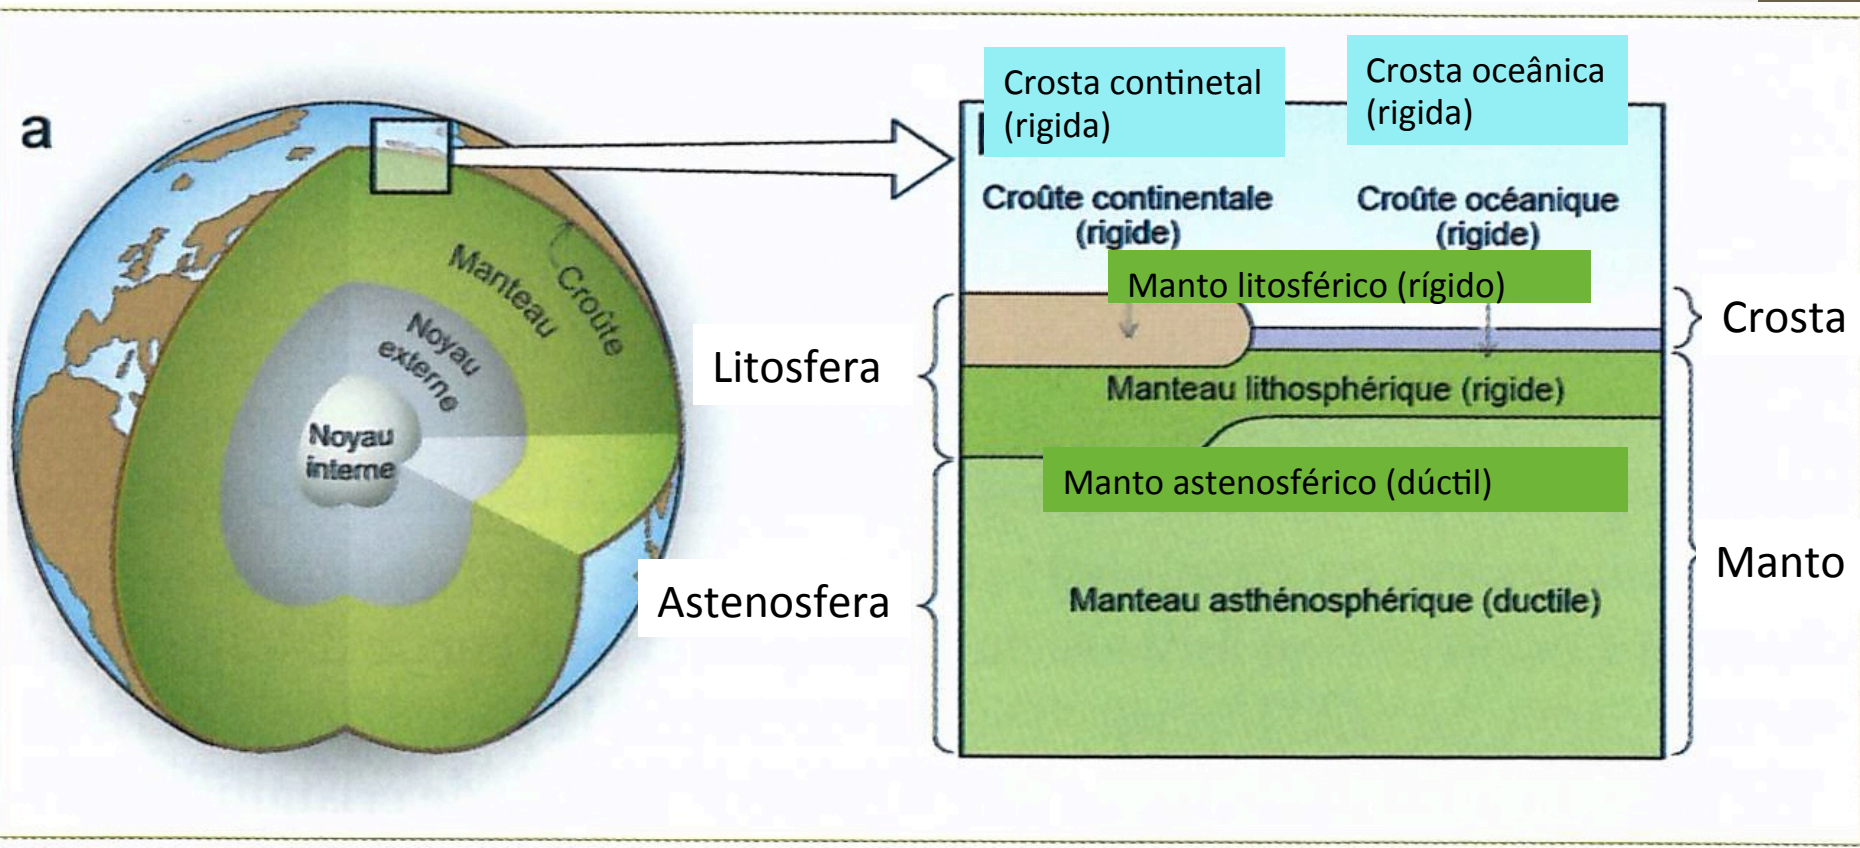 a
Manteau
Croûte
Noyau
externe
Noyau
interne
Crosta continetal
(rigida)
Crosta oceânica
(rigida)
Croûte continentale
(rigide)
Croûte océanique
(rigide)
Manto litosférico (rígido)
Crosta
Litosfera
Manteau lithosphérique (rigide)
Manto astenosférico (dúctil)
Manto
Astenosfera
Manteau asthénosphérique (ductile)